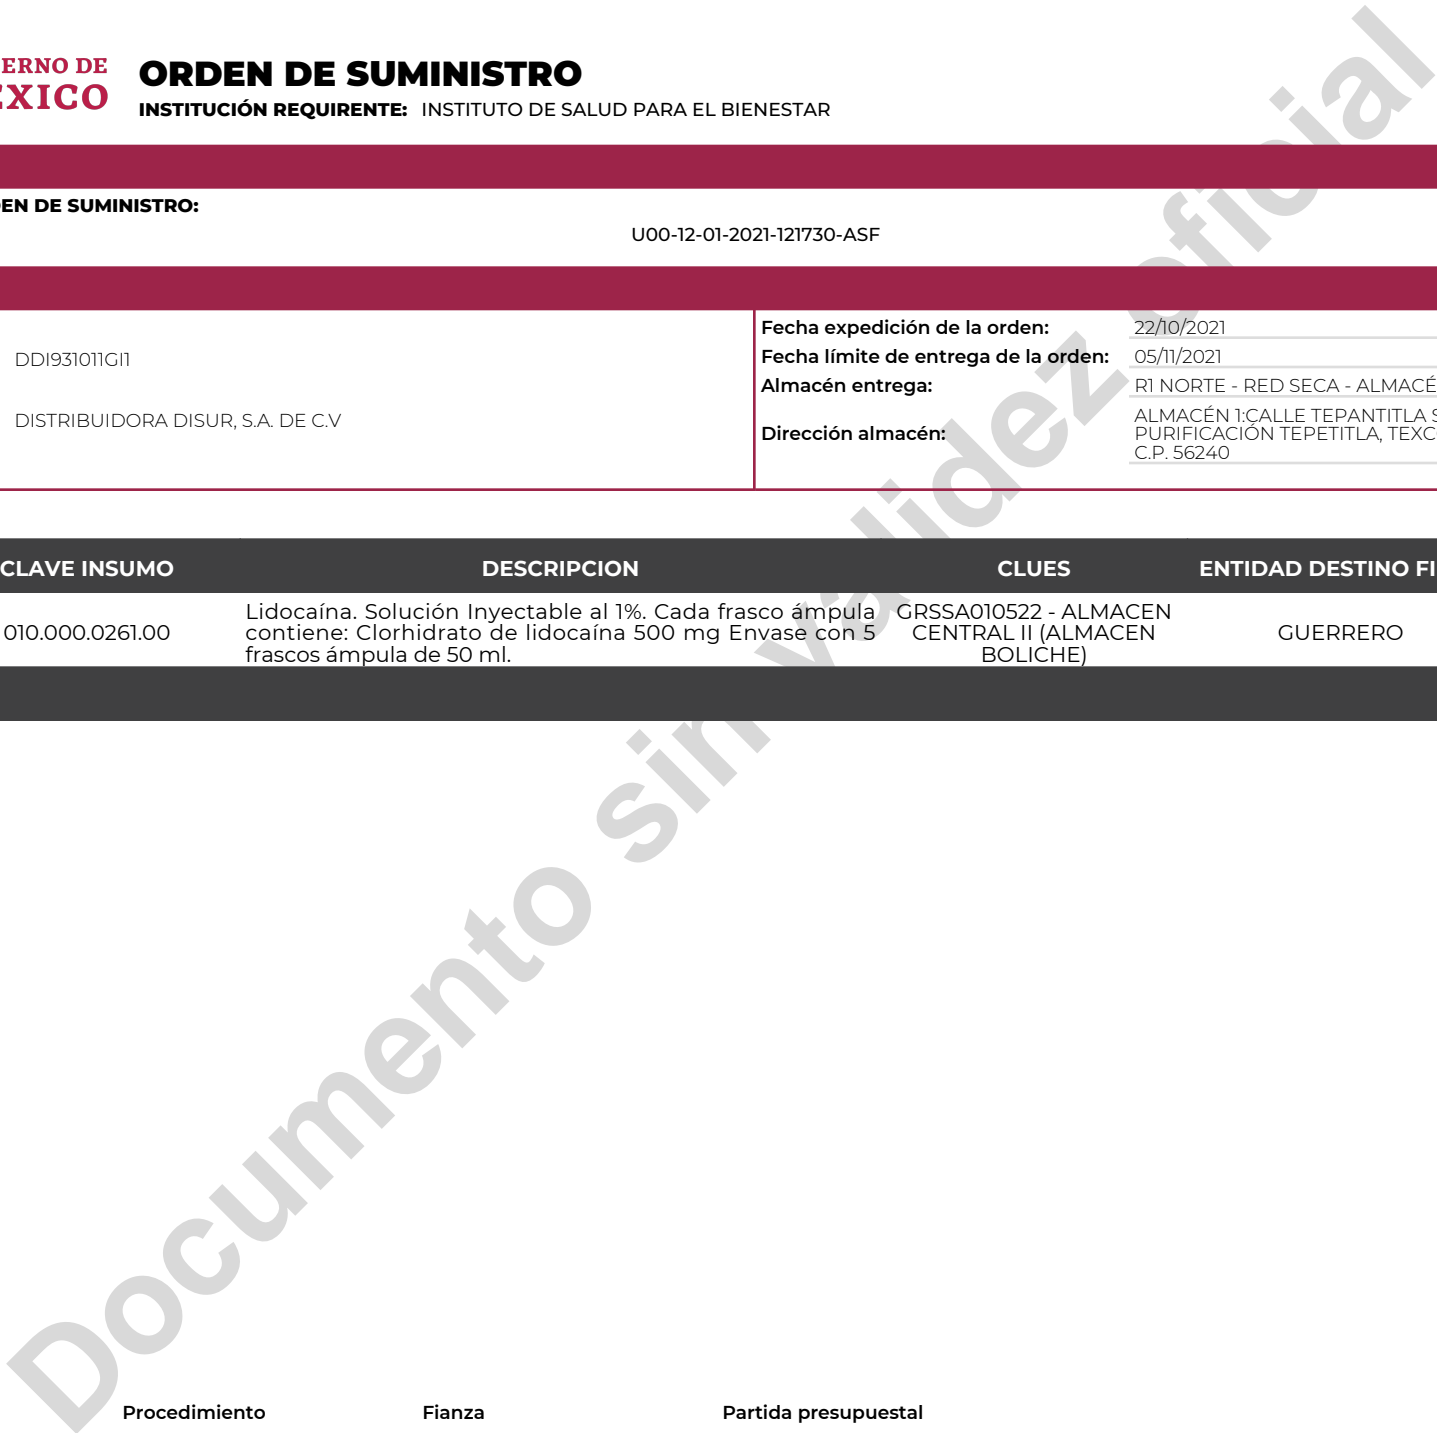 ERNO DE
XICO
ORDEN DE SUMINISTRO
INSTITUCIÓN REQUIRENTE: INSTITUTO DE SALUD PARA EL BIENESTAR
EN DE SUMINISTRO:
U00-12-01-2021-121730-ASF
DDI931011GI1
DISTRIBUIDORA DISUR, S.A. DE C.V
Fecha expedición de la orden: 22/10/2021
Fecha límite de entrega de la orden: 05/11/2021
Almacén entrega: R1 NORTE - RED SECA - ALMACÉ
Dirección almacén:
ALMACÉN 1:CALLE TEPANTITLA S
PURIFICACIÓN TEPETITLA, TEXC
C.P. 56240
CLAVE INSUMO DESCRIPCION CLUES ENTIDAD DESTINO FI
010.000.0261.00
Lidocaína. Solución Inyectable al 1%. Cada frasco ámpula
contiene: Clorhidrato de lidocaína 500 mg Envase con 5
frascos ámpula de 50 ml.
GRSSA010522 - ALMACEN
CENTRAL II (ALMACEN
BOLICHE)
GUERRERO
Documento sin validez oficial
Procedimiento Fianza Partida presupuestal